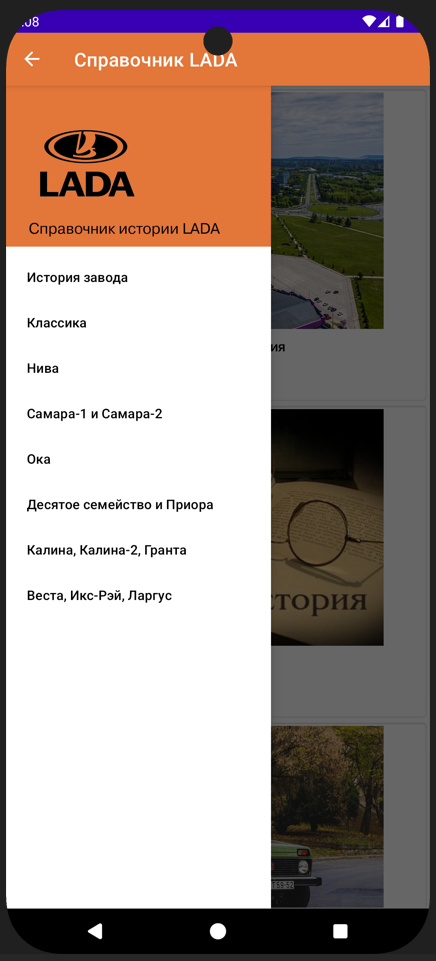 :08
Справочник LADA
LADA
Справочник истории LADA
История завода
Классика
Нива
Самара-1 и Самара-2
Ока
Десятое семейство и Приора
Калина, Калина-2, Гранта
Веста, Икс-Рэй, Ларгус
ия
стория